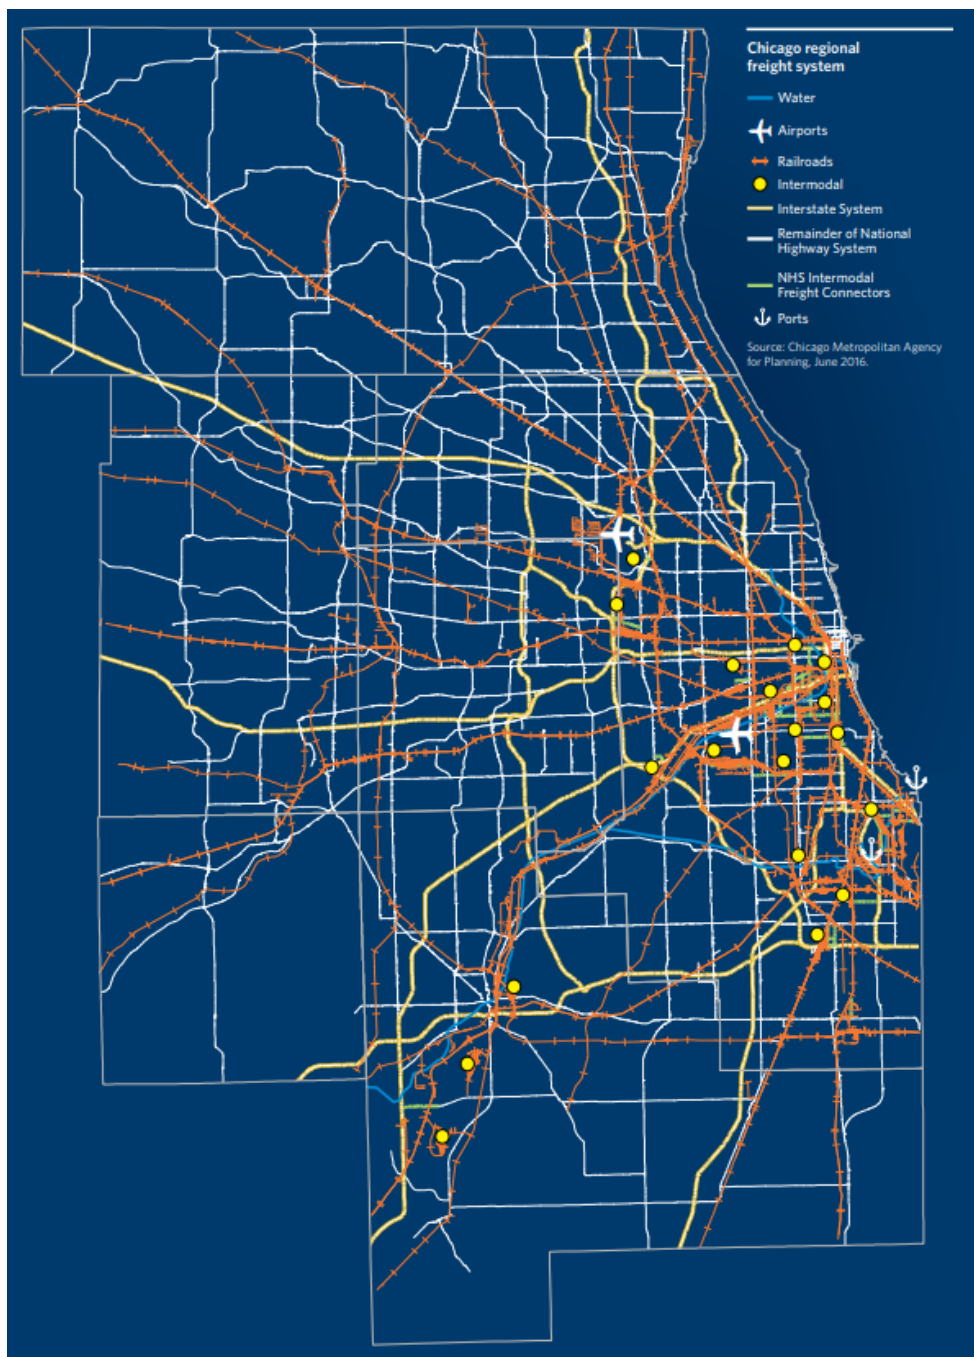 Chicago regional
freight system
Water
Airports
Railroads
Intermodal
Interstate System
Remainder of National
Highway System
NHS Intermodal
Freight Connectors
Ports
Source: Chicago Metropolitan Agency
for Planning, June 2016.